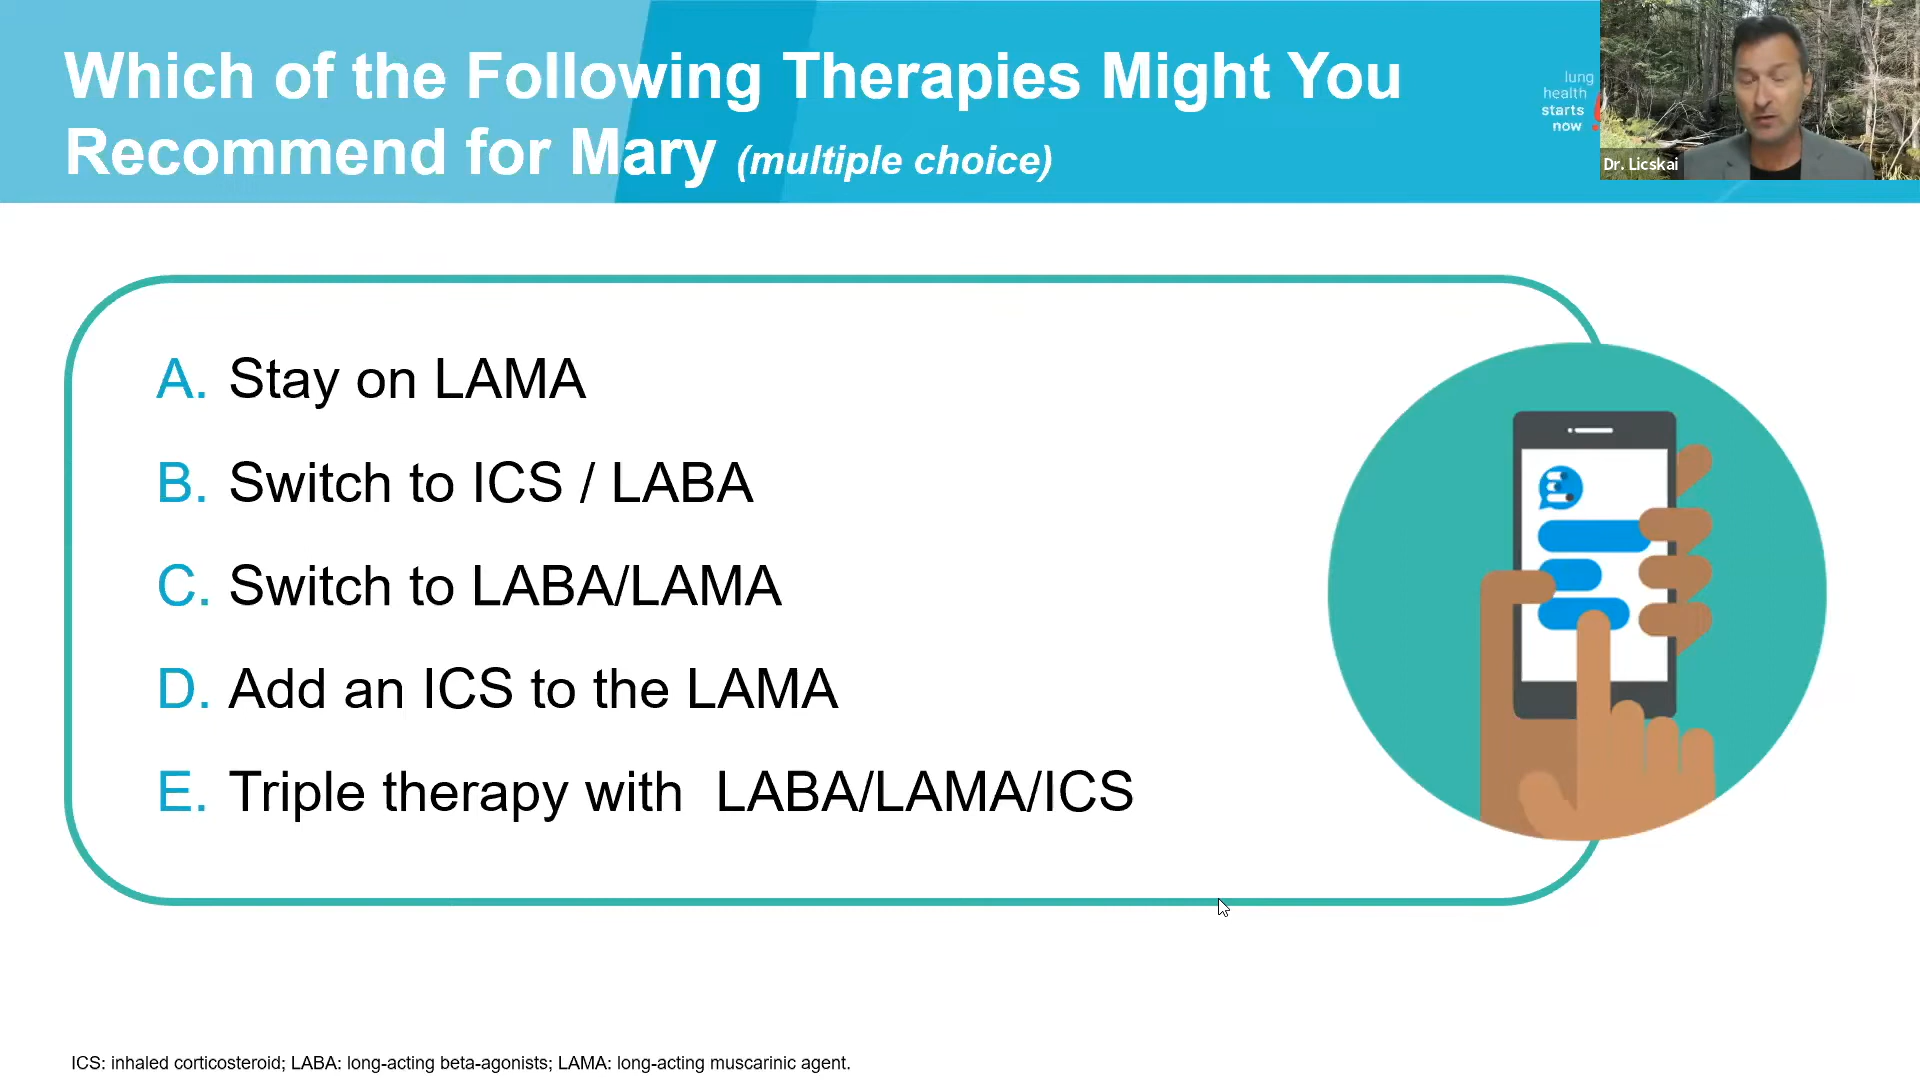 Which of the Following Therapies Might You
Recommend for Mary (multiple choice)
lung
health
starts
now
Dr. Licskai
A. Stay on LAMA
B. Switch to ICS / LABA
C. Switch to LABA/LAMA
D. Add an ICS to the LAMA
E. Triple therapy with LABA/LAMA/ICS
ICS: inhaled corticosteroid; LABA: long-acting beta-agonists; LAMA: long-acting muscarinic agent.